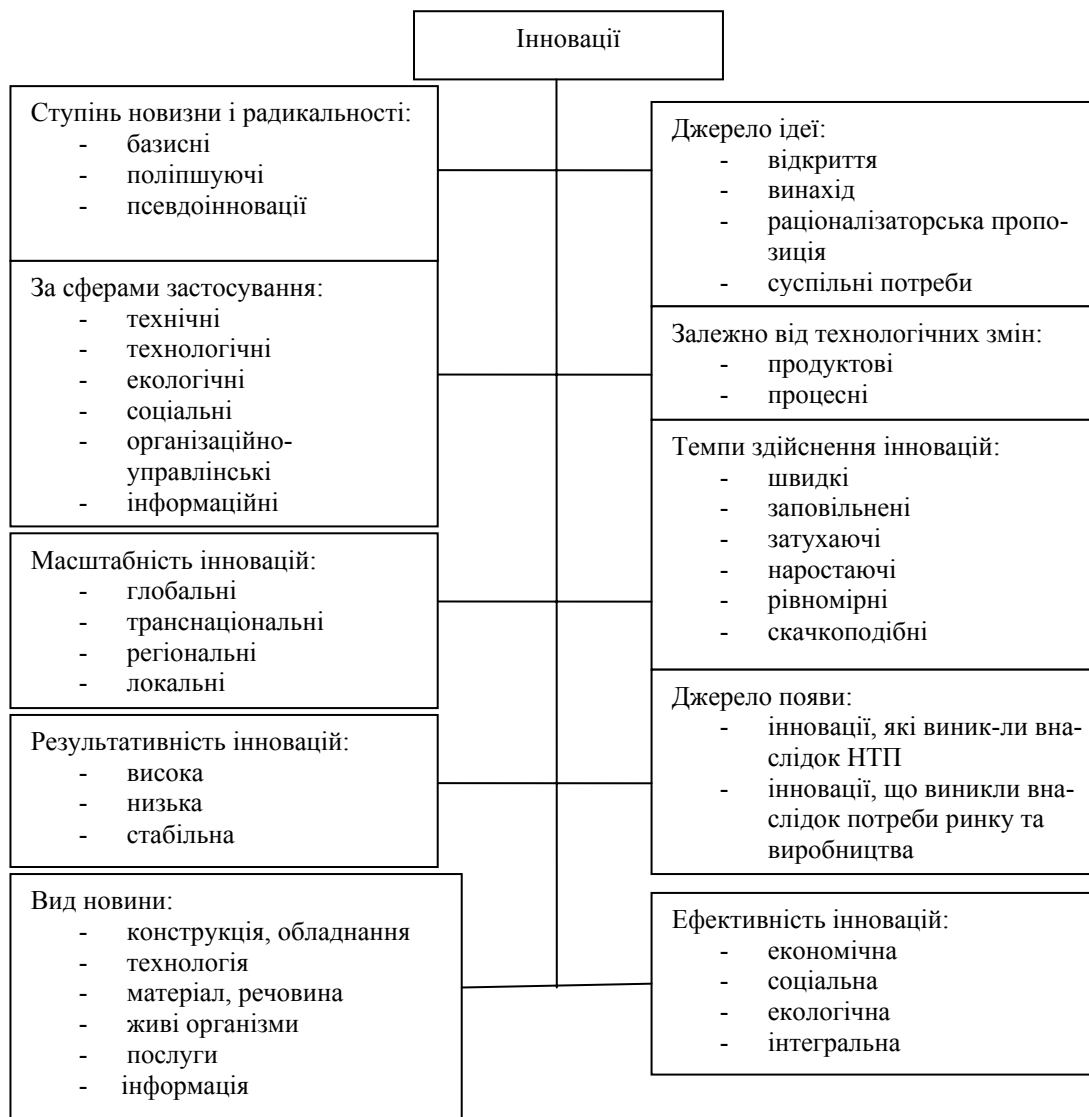 Інновації
Ступінь новизни і радикальності:
- базисні
- поліпшуючі
- псевдоінновації
За сферами застосування:
- технічні
- технологічні
- екологічні
- соціальні
- організаційно-
управлінські
- інформаційні
Масштабність інновацій:
- глобальні
- транснаціональні
- регіональні
- локальні
Результативність інновацій:
- висока
- низька
- стабільна
Вид новини:
- конструкція, обладнання
- технологія
- матеріал, речовина
- живі організми
- послуги
- інформація
Джерело ідеї:
- відкриття
- винахід
- раціоналізаторська пропо-
зиція
- суспільні потреби
Залежно від технологічних змін:
- продуктові
- процесні
Темпи здійснення інновацій:
- швидкі
- заповільнені
- затухаючі
- наростаючі
- рівномірні
- скачкоподібні
Джерело появи:
- інновації, які виник-ли вна-
слідок НТП
- інновації, що виникли вна-
слідок потреби ринку та
виробництва
Ефективність інновацій:
- економічна
- соціальна
- екологічна
- інтегральна